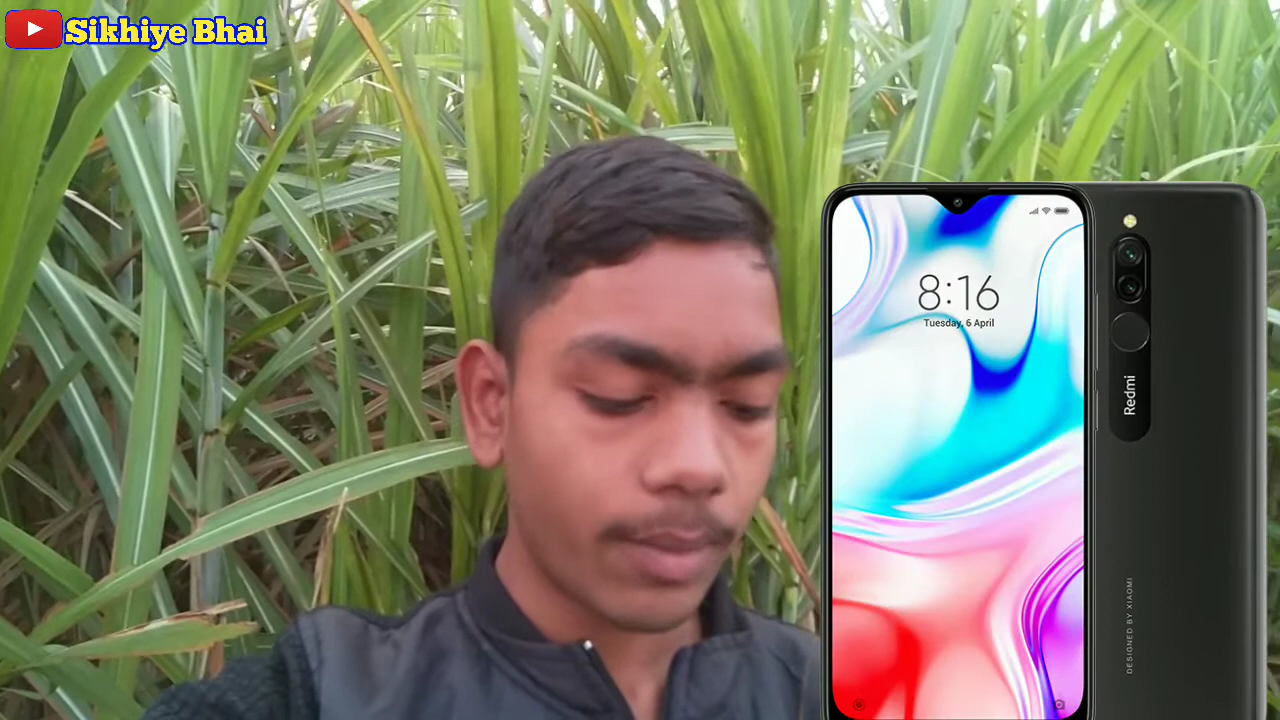 Sikhiye Bhai
8:16
Tuesday, 6 April
Redmi
DESIGNED BY XIAOMI